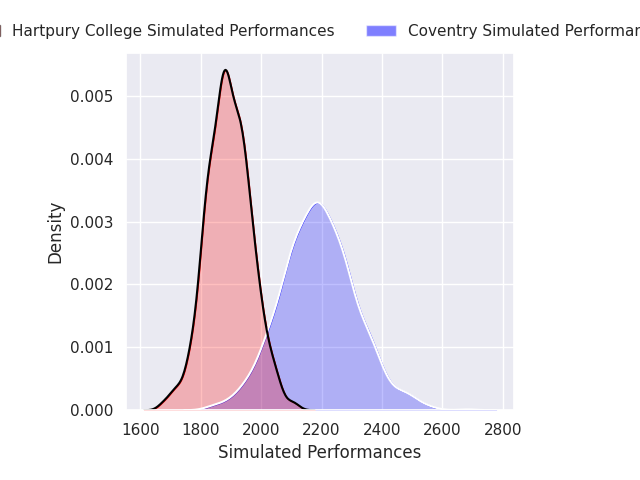 Hartpury College Simulated Performances
Coventry Simulated
Density
0.005
0.004
0.003
0.002
0.001
0.000
1600 1800 2000 2200 2400 2600 2800
Simulated Performances